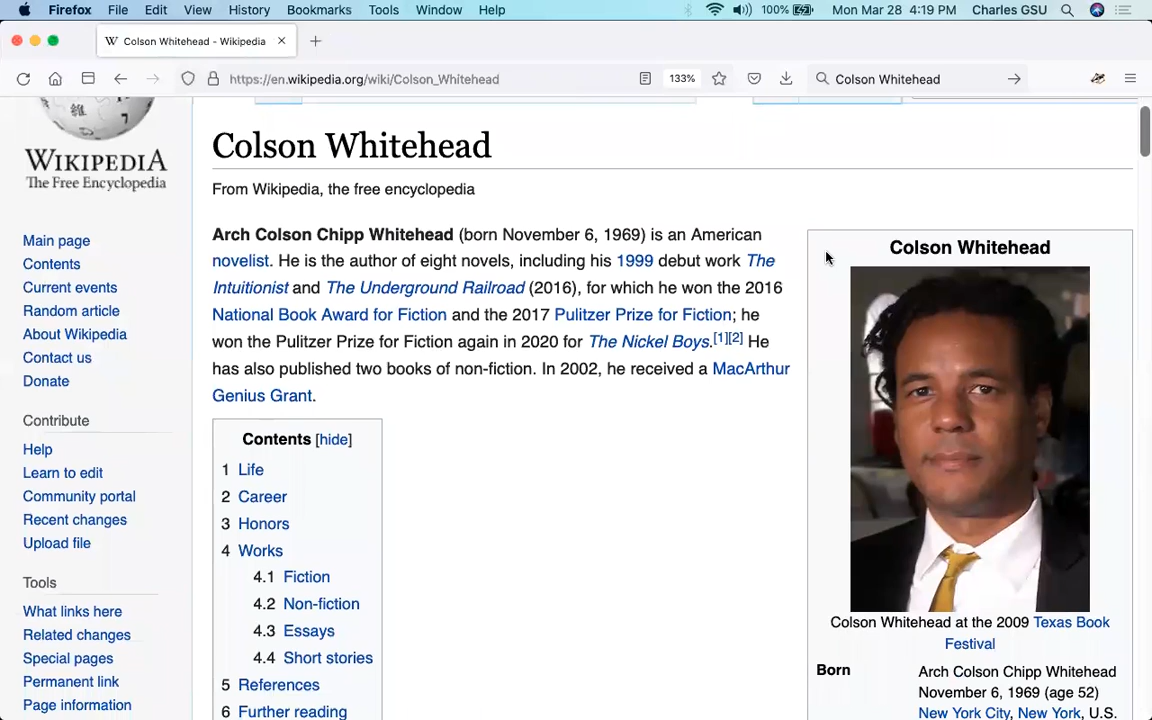 Firefox File Edit View History Bookmarks Tools Window Help 100% Mon Mar 28 4:19 PM Charles GSU
W Colson Whitehead - Wikipedia
https://en.wikipedia.org/wiki/Colson_Whitehead 133% Colson Whitehead
WIKIPEDIA
The Free Encyclopedia
Main page
Contents
Current events
Random article
About Wikipedia
Contact us
Donate
Contribute
Help
Learn to edit
Community portal
Recent changes
Upload file
Tools
What links here
Related changes
Special pages
Permanent link
Page information
Colson Whitehead
From Wikipedia, the free encyclopedia
Arch Colson Chipp Whitehead (born November 6, 1969) is an American
novelist. He is the author of eight novels, including his 1999 debut work The
Intuitionist and The Underground Railroad (2016), for which he won the 2016
National Book Award for Fiction and the 2017 Pulitzer Prize for Fiction; he
won the Pulitzer Prize for Fiction again in 2020 for The Nickel Boys.[1][2] He
has also published two books of non-fiction. In 2002, he received a MacArthur
Genius Grant.
Contents [hide]
1 Life
2 Career
3 Honors
4 Works
4.1 Fiction
4.2 Non-fiction
4.3 Essays
4.4 Short stories
5 References
6 Further reading
Colson Whitehead
Colson Whitehead at the 2009 Texas Book
Festival
Born Arch Colson Chipp Whitehead
November 6, 1969 (age 52)
New York City, New York, U.S.